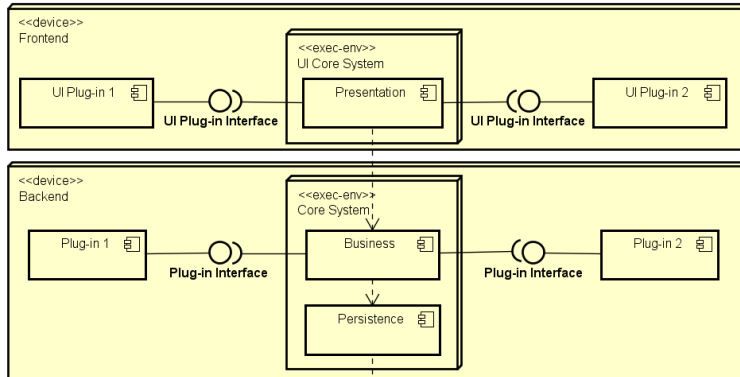 <<device>>
Frontend
<<exec-env>>
UI Core System
UI Plug-in 1
Presentation
UI Plug-in 2
UI Plug-in Interface
UI Plug-in Interface
<<device>>
Backend
<<exec-env>>
Core System
Plug-in 1
Business
Plug-in 2
Plug-in Interface
Plug-in Interface
Persistence